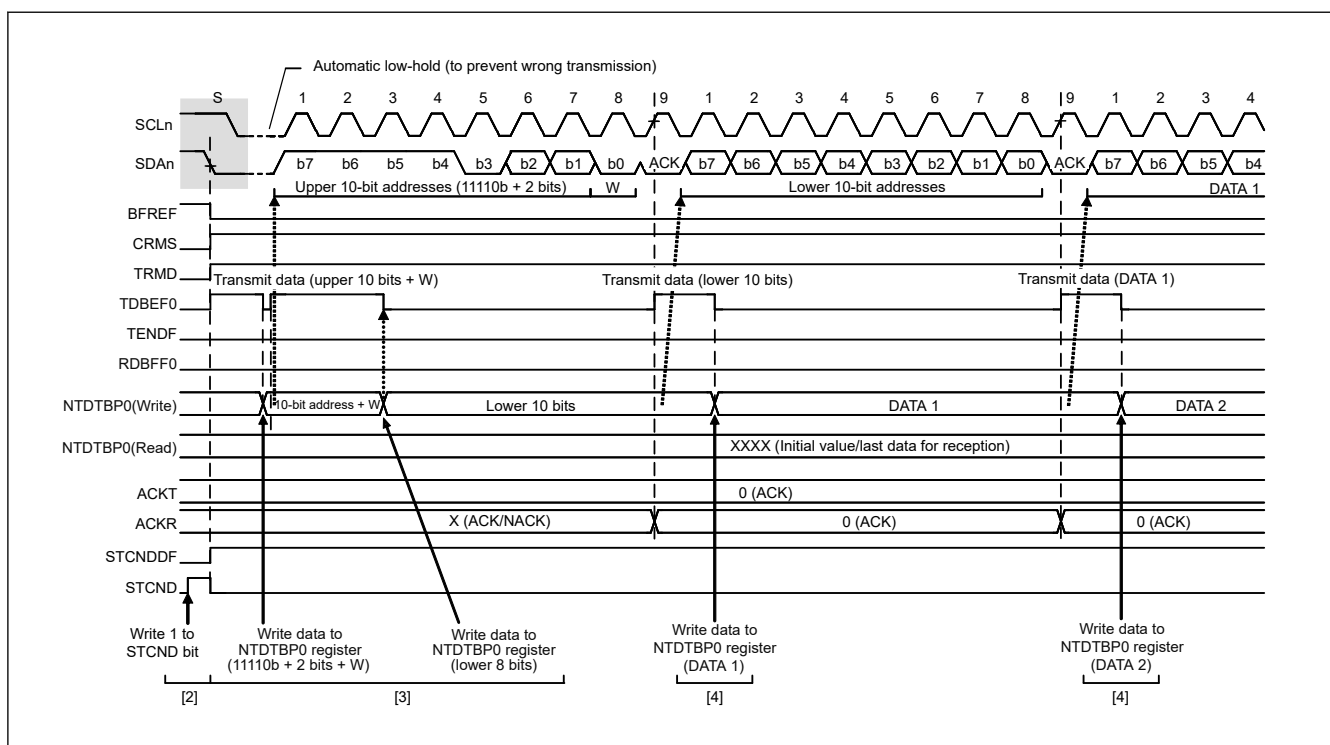 Automatic low-hold (to prevent wrong transmission)
S 1 2 3 4 5 6 7 8 9 1 2 3 4 5 6 7 8 9 1 2 3 4
SCLn
SDAn b7 b6 b5 b4 b3 b2 b1 b0 ACK b7 b6 b5 b4 b3 b2 b1 b0 ACK b7 b6 b5 b4
Upper 10-bit addresses (11110b + 2 bits) W Lower 10-bit addresses DATA 1
BFREF
CRMS
TRMD
Transmit data (upper 10 bits + W) Transmit data (lower 10 bits) Transmit data (DATA 1)
TDBEF0
TENDF
RDBFF0
NTDTBP0(Write) 10-bit address + W Lower 10 bits DATA 1 DATA 2
NTDTBP0(Read) XXXX (Initial value/last data for reception)
ACKT 0 (ACK)
ACKR X (ACK/NACK) 0 (ACK) 0 (ACK)
STCNDDF
STCND
Write 1 to
STCND bit
Write data to
NTDTBP0 register
(11110b + 2 bits + W)
Write data to
NTDTBP0 register
(lower 8 bits)
Write data to
NTDTBP0 register
(DATA 1)
Write data to
NTDTBP0 register
(DATA 2)
[2] [3] [4] [4]